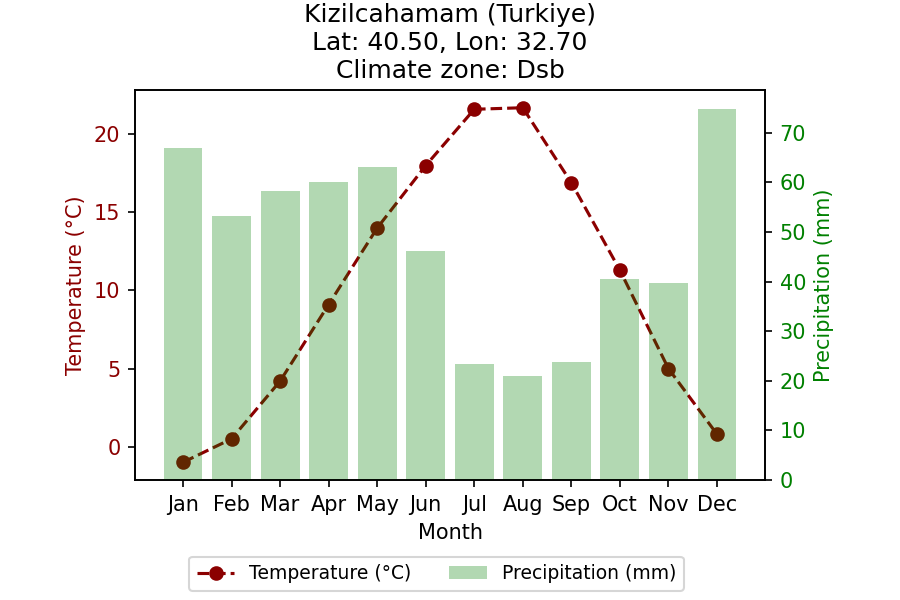 Kizilcahamam (Turkiye)
Lat: 40.50, Lon: 32.70
Climate zone: Dsb
Temperature (°C)
20
15
10
5
0
Precipitation (mm)
70
60
50
40
30
20
10
0
Jan Feb Mar Apr May Jun Jul Aug Sep Oct Nov Dec
Month
Temperature (°C) Precipitation (mm)